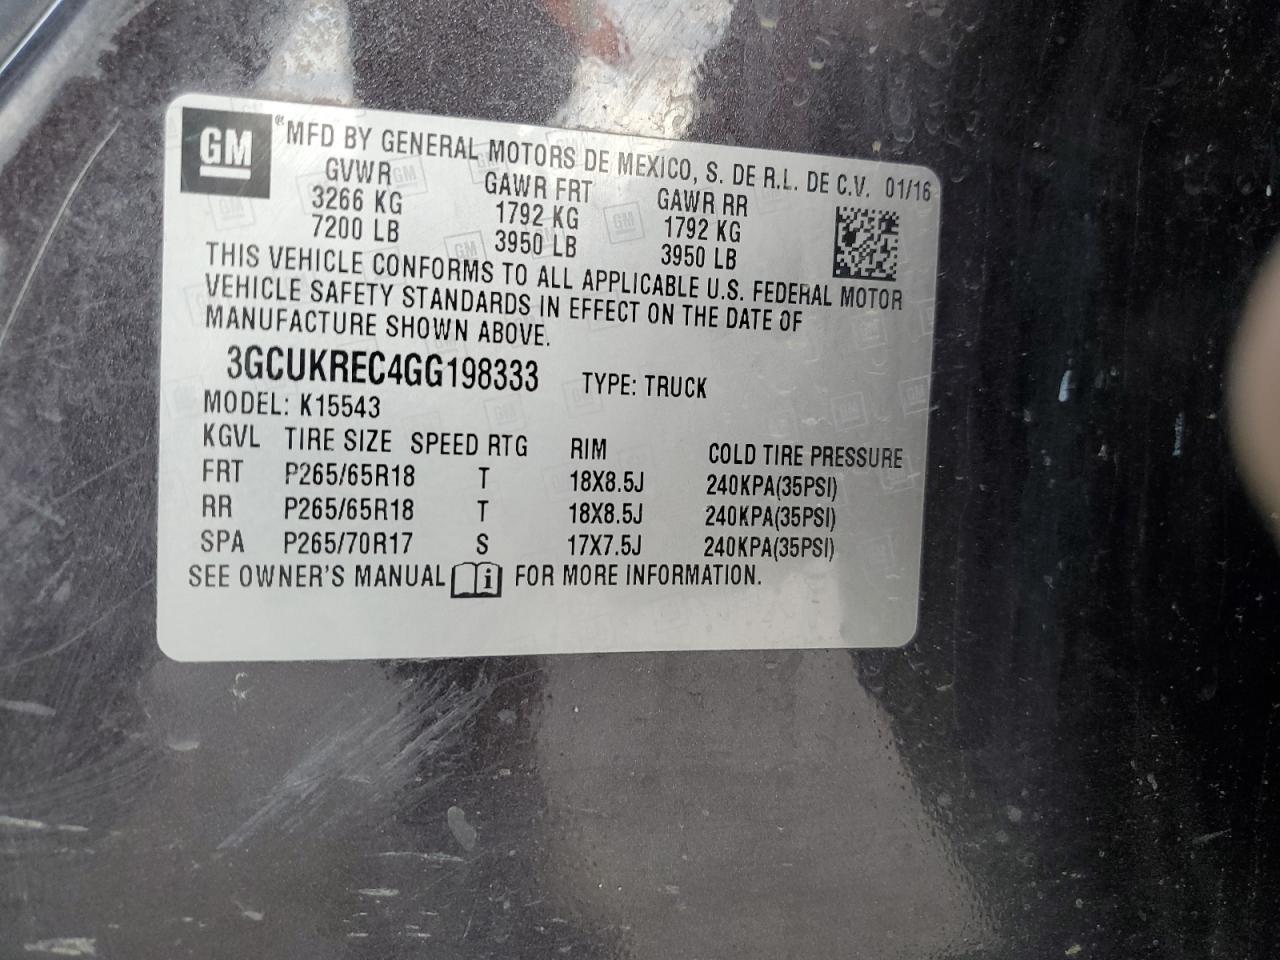 GM ® MFD BY GENERAL MOTORS DE MEXICO, S. DE R.L. DE C.V. 01/16
GVWR GAWR FRT GAWR RR
3266 KG 1792 KG 1792 KG
7200 LB 3950 LB 3950 LB
THIS VEHICLE CONFORMS TO ALL APPLICABLE U.S. FEDERAL MOTOR
VEHICLE SAFETY STANDARDS IN EFFECT ON THE DATE OF
MANUFACTURE SHOWN ABOVE.
3GCUKREC4GG198333 TYPE: TRUCK
MODEL: K15543
KGVL TIRE SIZE SPEED RTG RIM COLD TIRE PRESSURE
FRT P265/65R18 T 18X8.5J 240KPA(35PSI)
RR P265/65R18 T 18X8.5J 240KPA(35PSI)
SPA P265/70R17 S 17X7.5J 240KPA(35PSI)
SEE OWNER'S MANUAL i FOR MORE INFORMATION.